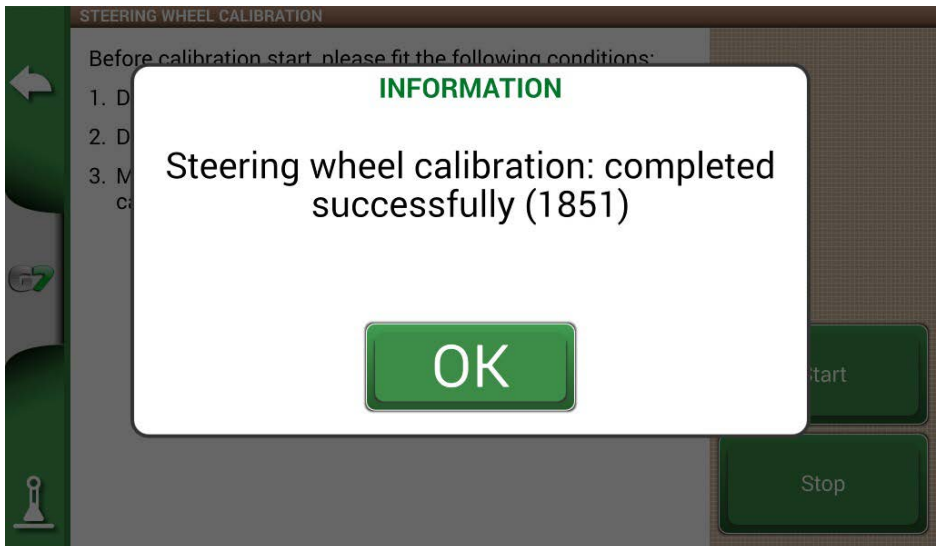 STEERING WHEEL CALIBRATION
Before calibration start, please fit the following conditions:
1. D
2. D
3. M
INFORMATION
Steering wheel calibration: completed
successfully (1851)
OK
Start
Stop